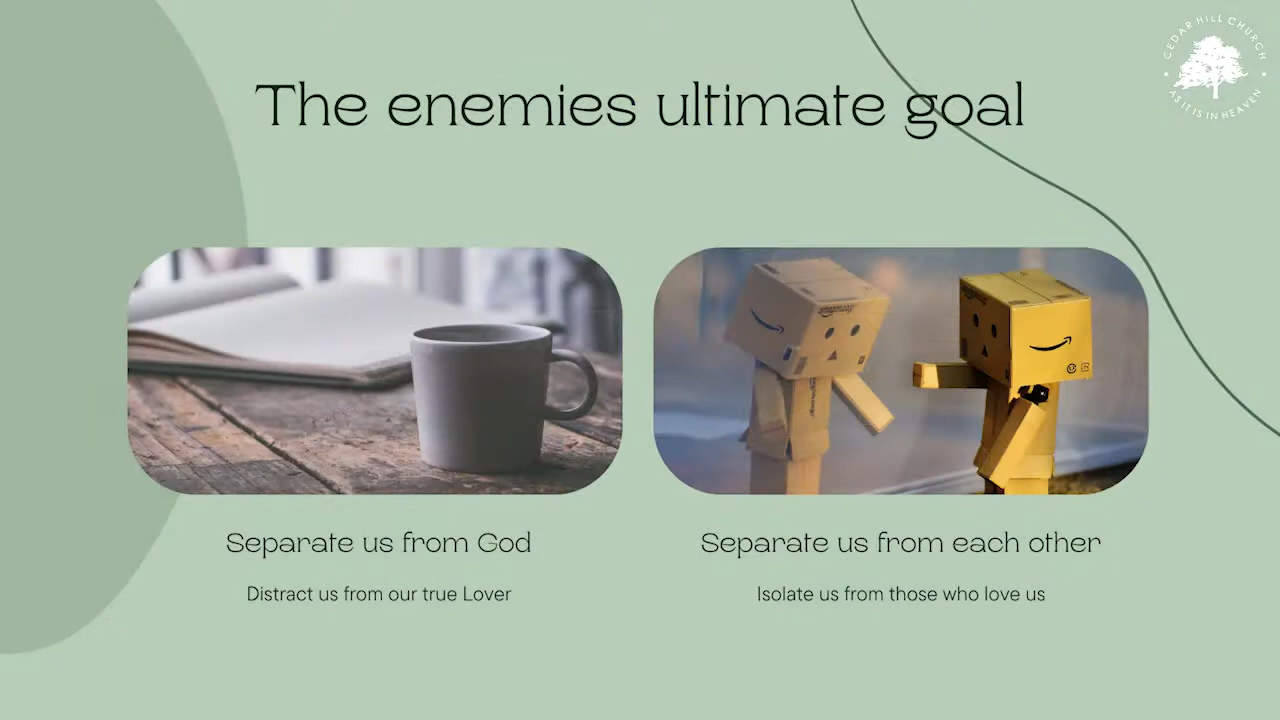 CEDAR HILL CHURCH
AS IT IS IN HEAVEN
The enemies ultimate goal
Separate us from God
Distract us from our true Lover
Separate us from each other
Isolate us from those who love us